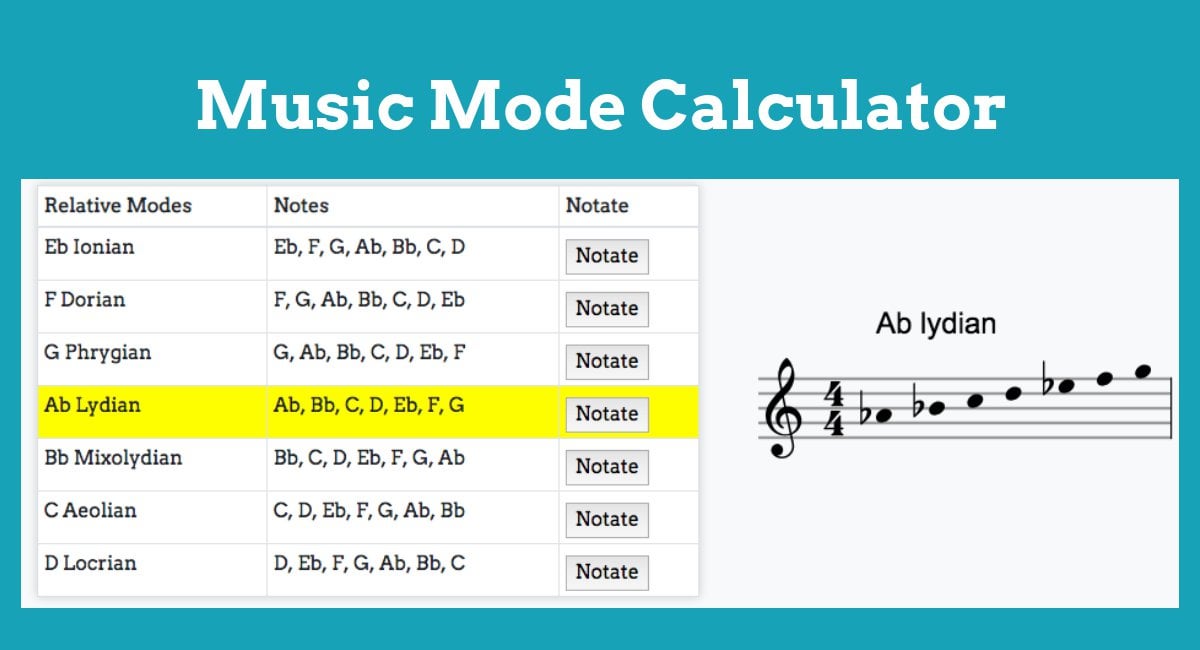 Music Mode Calculator
Relative Modes Notes Notate
Eb Ionian Eb, F, G, Ab, Bb, C, D Notate
F Dorian F, G, Ab, Bb, C, D, Eb Notate
G Phrygian G, Ab, Bb, C, D, Eb, F Notate
Ab Lydian Ab, Bb, C, D, Eb, F, G Notate
Bb Mixolydian Bb, C, D, Eb, F, G, Ab Notate
C Aeolian C, D, Eb, F, G, Ab, Bb Notate
D Locrian D, Eb, F, G, Ab, Bb, C Notate
Ab lydian
4
4